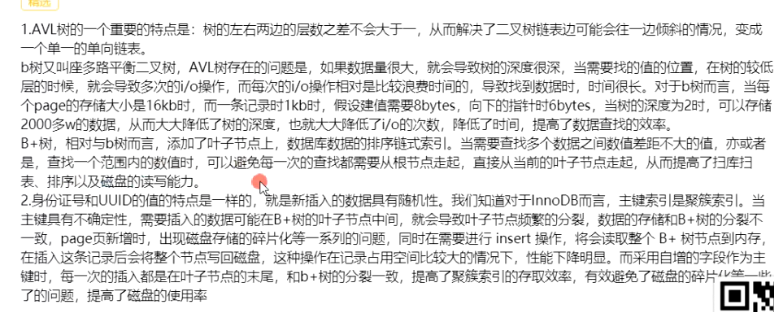 精选
1.AVL树的一个重要的特点是：树的左右两边的层数之差不会大于一，从而解决了二叉树链表边可能会往一边倾斜的情况，变成
一个单一的单向链表。
b树又叫座多路平衡二叉树，AVL树存在的问题是，如果数据量很大，就会导致树的深度很深，当需要找的值的位置，在树的较低
层的时候，就会导致多次的i/o操作，而每次的i/o操作相对是比较浪费时间的，导致找到数据时，时间很长。对于b树而言，当每
个page的存储大小是16kb时，而一条记录时1kb时，假设建值需要8bytes，向下的指针时6bytes，当树的深度为2时，可以存储
2000多w的数据，从而大大降低了树的深度，也就大大降低了i/o的次数，降低了时间，提高了数据查找的效率。
B+树，相对与b树而言，添加了叶子节点上，数据库数据的排序链式索引。当需要查找多个数据之间数值差距不大的值，亦或者
是，查找一个范围内的数值时，可以避免每一次的查找都需要从根节点走起，直接从当前的叶子节点走起，从而提高了扫库扫
表、排序以及磁盘的读写能力。
2.身份证号和UUID的值的特点是一样的，就是新插入的数据具有随机性。我们知道对于InnoDB而言，主键索引是聚簇索引。当
主键具有不确定性，需要插入的数据可能在B+树的叶子节点中间，就会导致叶子节点频繁的分裂，数据的存储和B+树的分裂不
一致，page页新增时，出现磁盘存储的碎片化等一系列的问题，同时在需要进行 insert 操作，将会读取整个 B+ 树节点到内存，
在插入这条记录后会将整个节点写回磁盘，这种操作在记录占用空间比较大的情况下，性能下降明显。而采用自增的字段作为主
键时，每一次的插入都是在叶子节点的末尾，和b+树的分裂一致，提高了聚簇索引的存取效率，有效避免了磁盘的碎片化等一些
了的问题，提高了磁盘的使用率